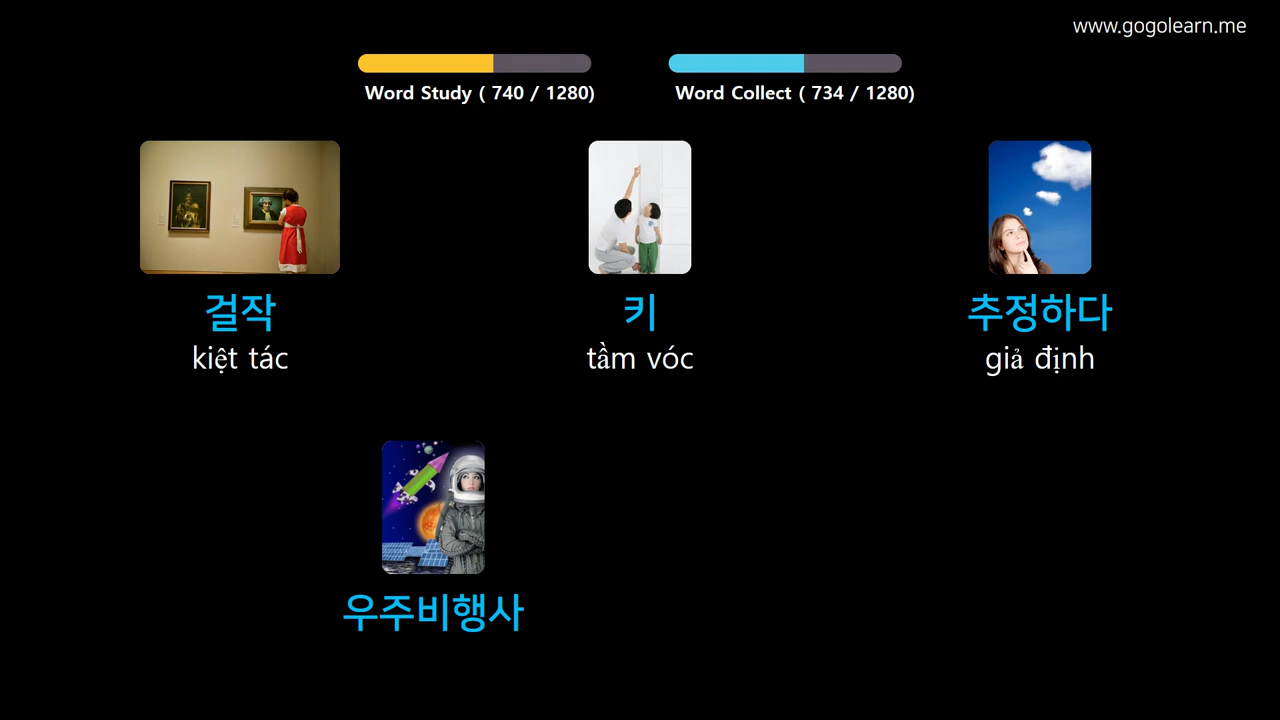 www.gogolearn.me
Word Study ( 740 / 1280)
Word Collect ( 734 / 1280)
걸작
kiệt tác
키
tầm vóc
추정하다
giả định
우주비행사